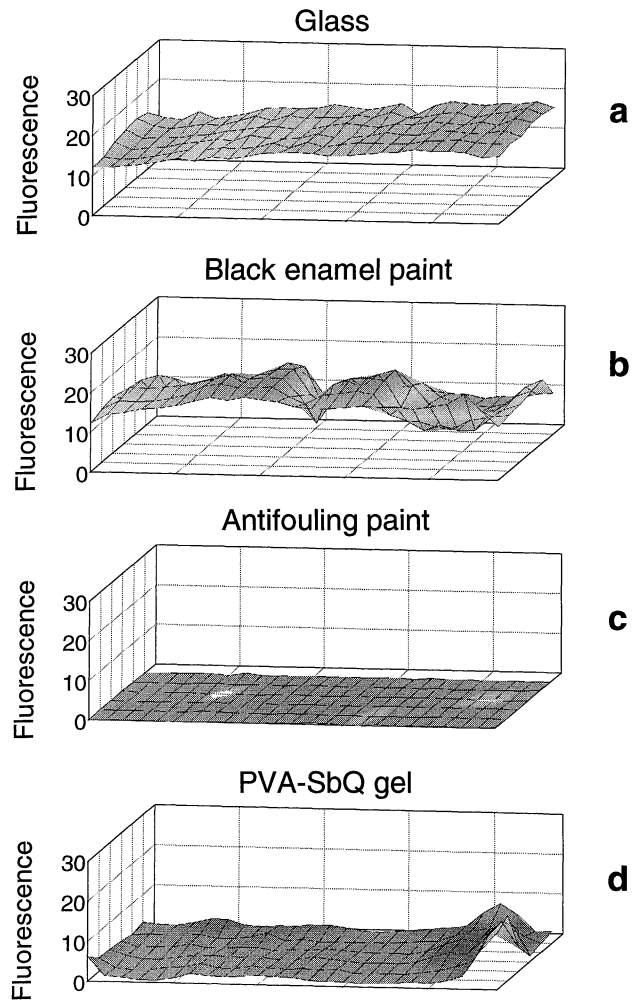 Glass
Fluorescence
30
20
10
0
a
Black enamel paint
Fluorescence
30
20
10
0
b
Antifouling paint
Fluorescence
30
20
10
0
c
PVA-SbQ gel
Fluorescence
30
20
10
0
d